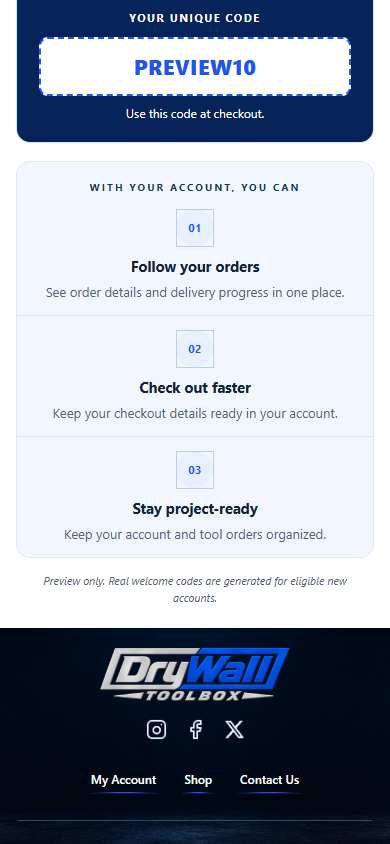 YOUR UNIQUE CODE
PREVIEW10
Use this code at checkout.
WITH YOUR ACCOUNT, YOU CAN
01
Follow your orders
See order details and delivery progress in one place.
02
Check out faster
Keep your checkout details ready in your account.
03
Stay project-ready
Keep your account and tool orders organized.
Preview only. Real welcome codes are generated for eligible new
accounts.
DryWall
TOOLBOX
My Account Shop Contact Us